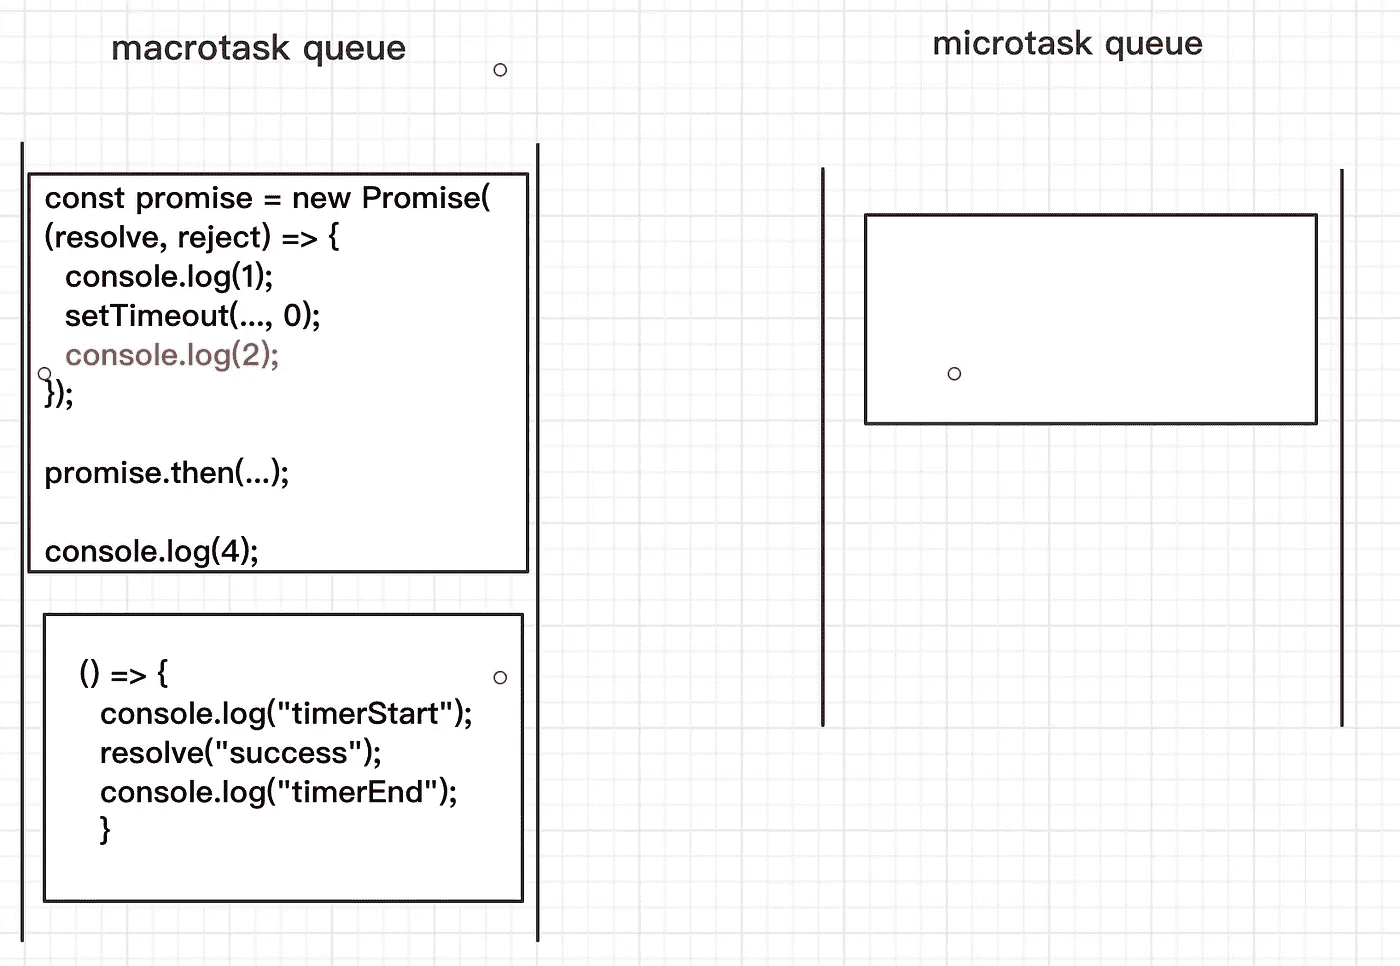 macrotask queue
microtask queue
const promise = new Promise(
(resolve, reject) => {
console.log(1);
setTimeout(..., 0);
console.log(2);
});
promise.then(...);
console.log(4);
() => {
console.log("timerStart");
resolve("success");
console.log("timerEnd");
}